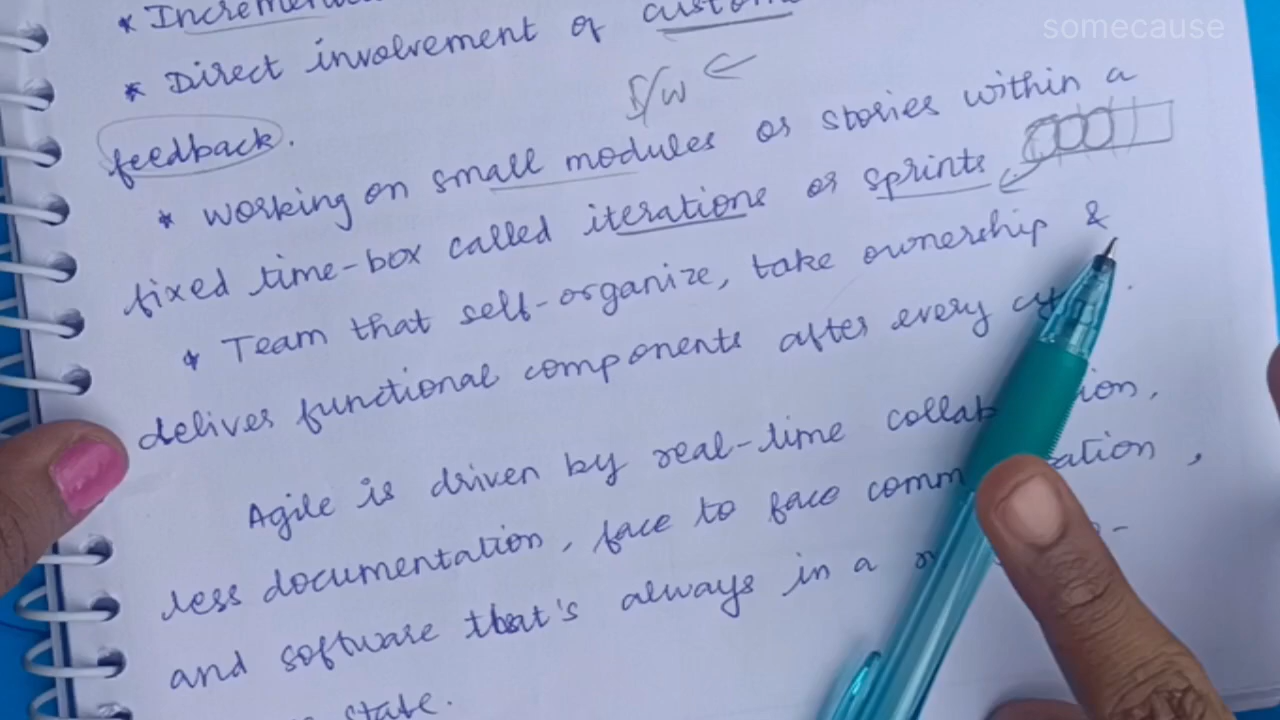 somecause
* Direct involvement of
feedback.
S/W
* working on small modules or stories within a
fixed time-box called iterations or sprints
* Team that self-organize, take ownership &
delives functional components after every
Agile is driven by real-time
less documentation, face to face
and software that's always in a
state.